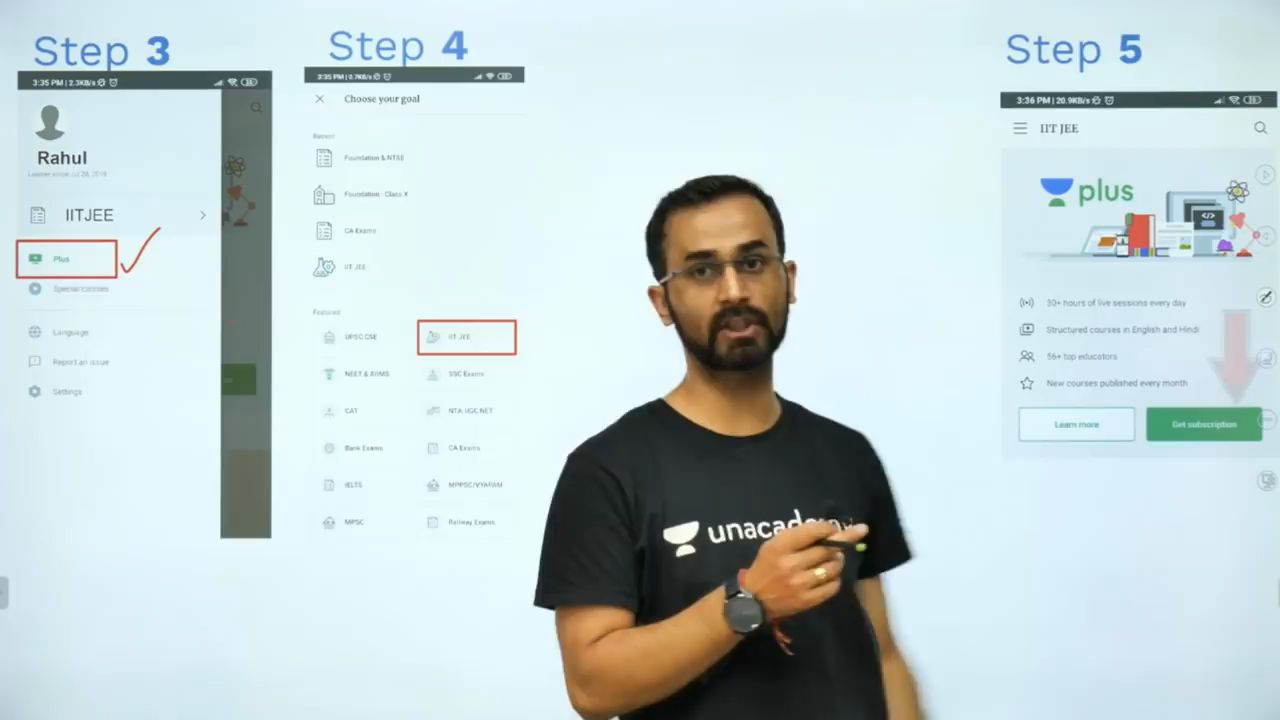 Step 3
3:35 PM | 2.3KB/s
Rahul
Learner since Jul 28, 2019
IITJEE
Plus
Special courses
Language
Report an issue
Settings
Step 4
3:35 PM | 0.7KB/s
Choose your goal
Recent
Foundation & NTSE
Foundation - Class X
CA Exams
IIT JEE
Featured
UPSC CSE
IIT JEE
NEET & AIIMS
SSC Exams
CAT
NTA UGC NET
Bank Exams
CA Exams
IELTS
MPPSC/VYAPAM
MPSC
Railway Exams
unacademy
Step 5
3:36 PM | 20.9KB/s
IIT JEE
plus
30+ hours of live sessions every day
Structured courses in English and Hindi
56+ top educators
New courses published every month
Learn more
Get subscription